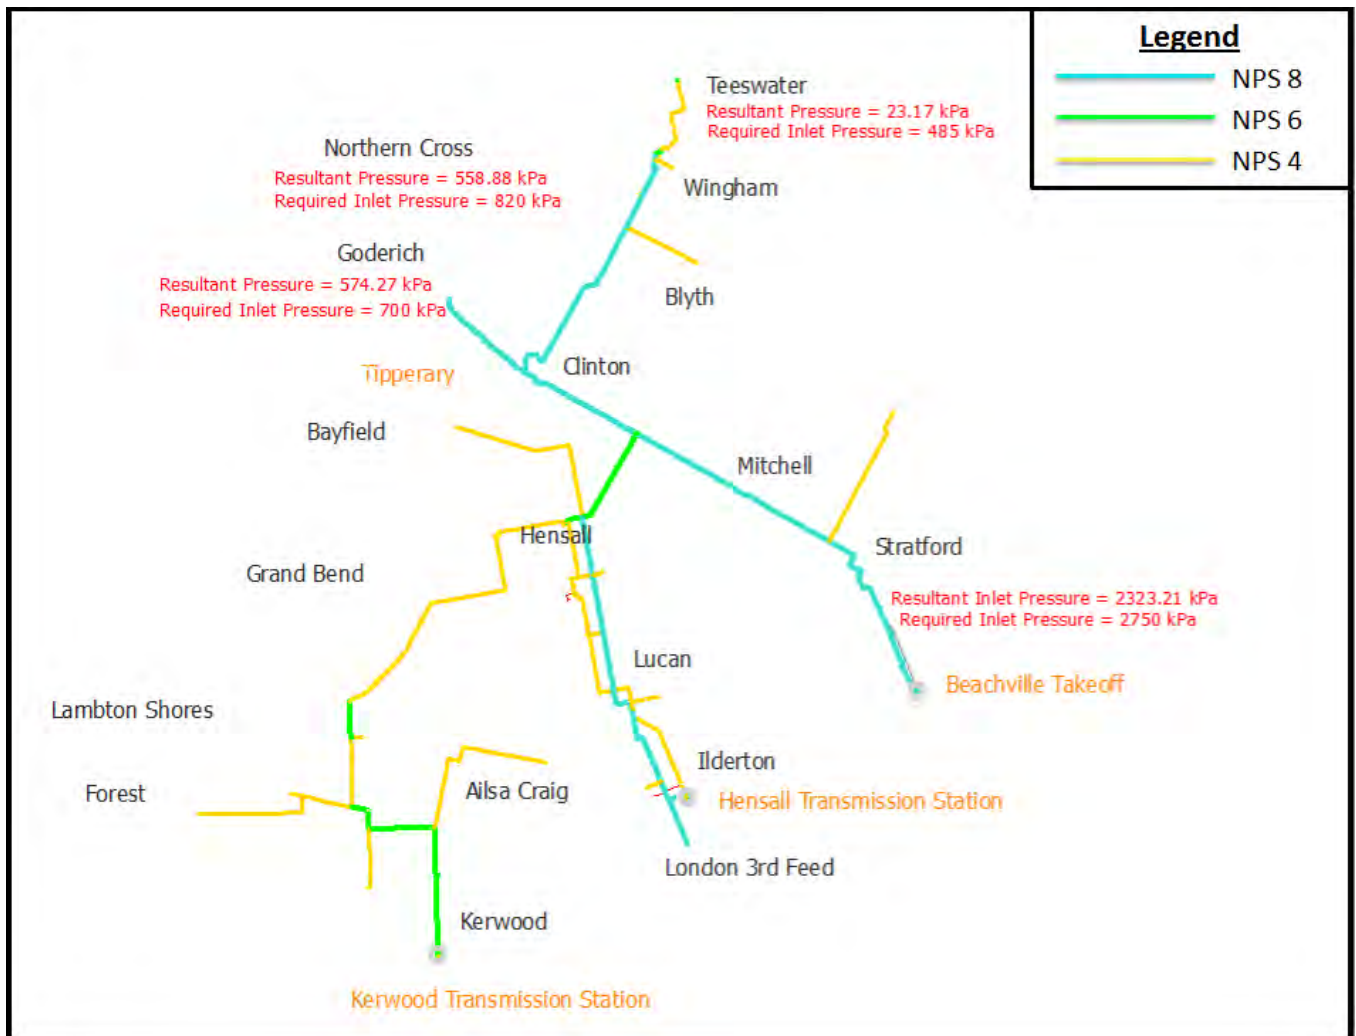 Legend
NPS 8
NPS 6
NPS 4
Teeswater
Resultant Pressure = 23.17 kPa
Required Inlet Pressure = 485 kPa
Northern Cross
Resultant Pressure = 558.88 kPa
Required Inlet Pressure = 820 kPa
Wingham
Goderich
Resultant Pressure = 574.27 kPa
Required Inlet Pressure = 700 kPa
Blyth
Clinton
Tipperary
Bayfield
Mitchell
Hensall
Stratford
Grand Bend
Resultant Inlet Pressure = 2323.21 kPa
Required Inlet Pressure = 2750 kPa
Lucan
Beachville Takeoff
Lambton Shores
Ilderton
Forest
Ailsa Craig
Hensall Transmission Station
London 3rd Feed
Kerwood
Kerwood Transmission Station